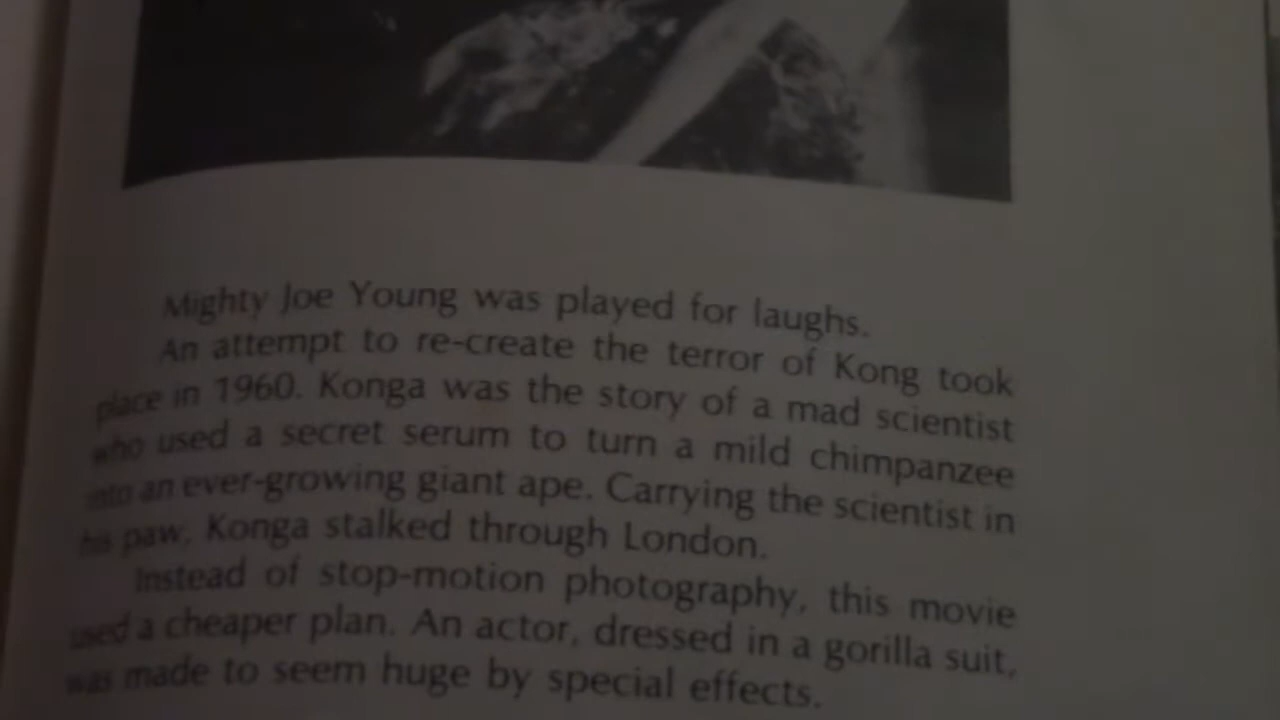 Mighty Joe Young was played for laughs.
An attempt to re-create the terror of Kong took
place in 1960. Konga was the story of a mad scientist
who used a secret serum to turn a mild chimpanzee
into an ever-growing giant ape. Carrying the scientist in
his paw, Konga stalked through London.
Instead of stop-motion photography, this movie
used a cheaper plan. An actor, dressed in a gorilla suit,
was made to seem huge by special effects.